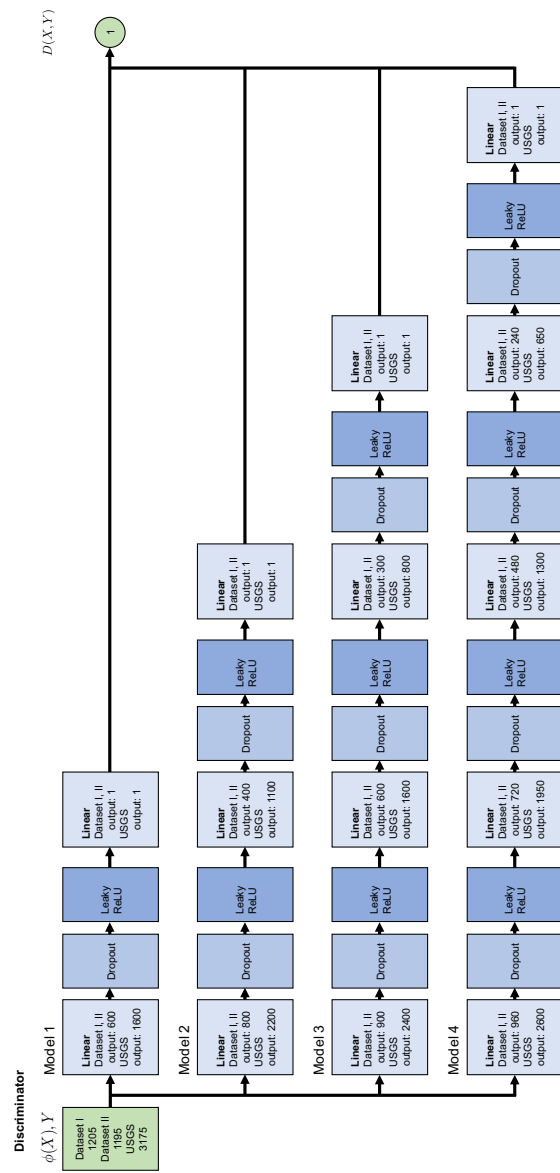 Discriminator
ϕ(X), Y
D(X,Y)
Dataset I
1205
Dataset II
1195
USGS
3175
1
Model 1
Linear
Dataset I, II
output: 600
USGS
output: 1600
Dropout
Leaky
ReLU
Linear
Dataset I, II
output: 1
USGS
output: 1
Model 2
Linear
Dataset I, II
output: 800
USGS
output: 2200
Dropout
Leaky
ReLU
Linear
Dataset I, II
output: 400
USGS
output: 1100
Dropout
Leaky
ReLU
Linear
Dataset I, II
output: 1
USGS
output: 1
Model 3
Linear
Dataset I, II
output: 900
USGS
output: 2400
Dropout
Leaky
ReLU
Linear
Dataset I, II
output: 600
USGS
output: 1600
Dropout
Leaky
ReLU
Linear
Dataset I, II
output: 300
USGS
output: 800
Dropout
Leaky
ReLU
Linear
Dataset I, II
output: 1
USGS
output: 1
Model 4
Linear
Dataset I, II
output: 960
USGS
output: 2600
Dropout
Leaky
ReLU
Linear
Dataset I, II
output: 720
USGS
output: 1950
Dropout
Leaky
ReLU
Linear
Dataset I, II
output: 480
USGS
output: 1300
Dropout
Leaky
ReLU
Linear
Dataset I, II
output: 240
USGS
output: 650
Dropout
Leaky
ReLU
Linear
Dataset I, II
output: 1
USGS
output: 1